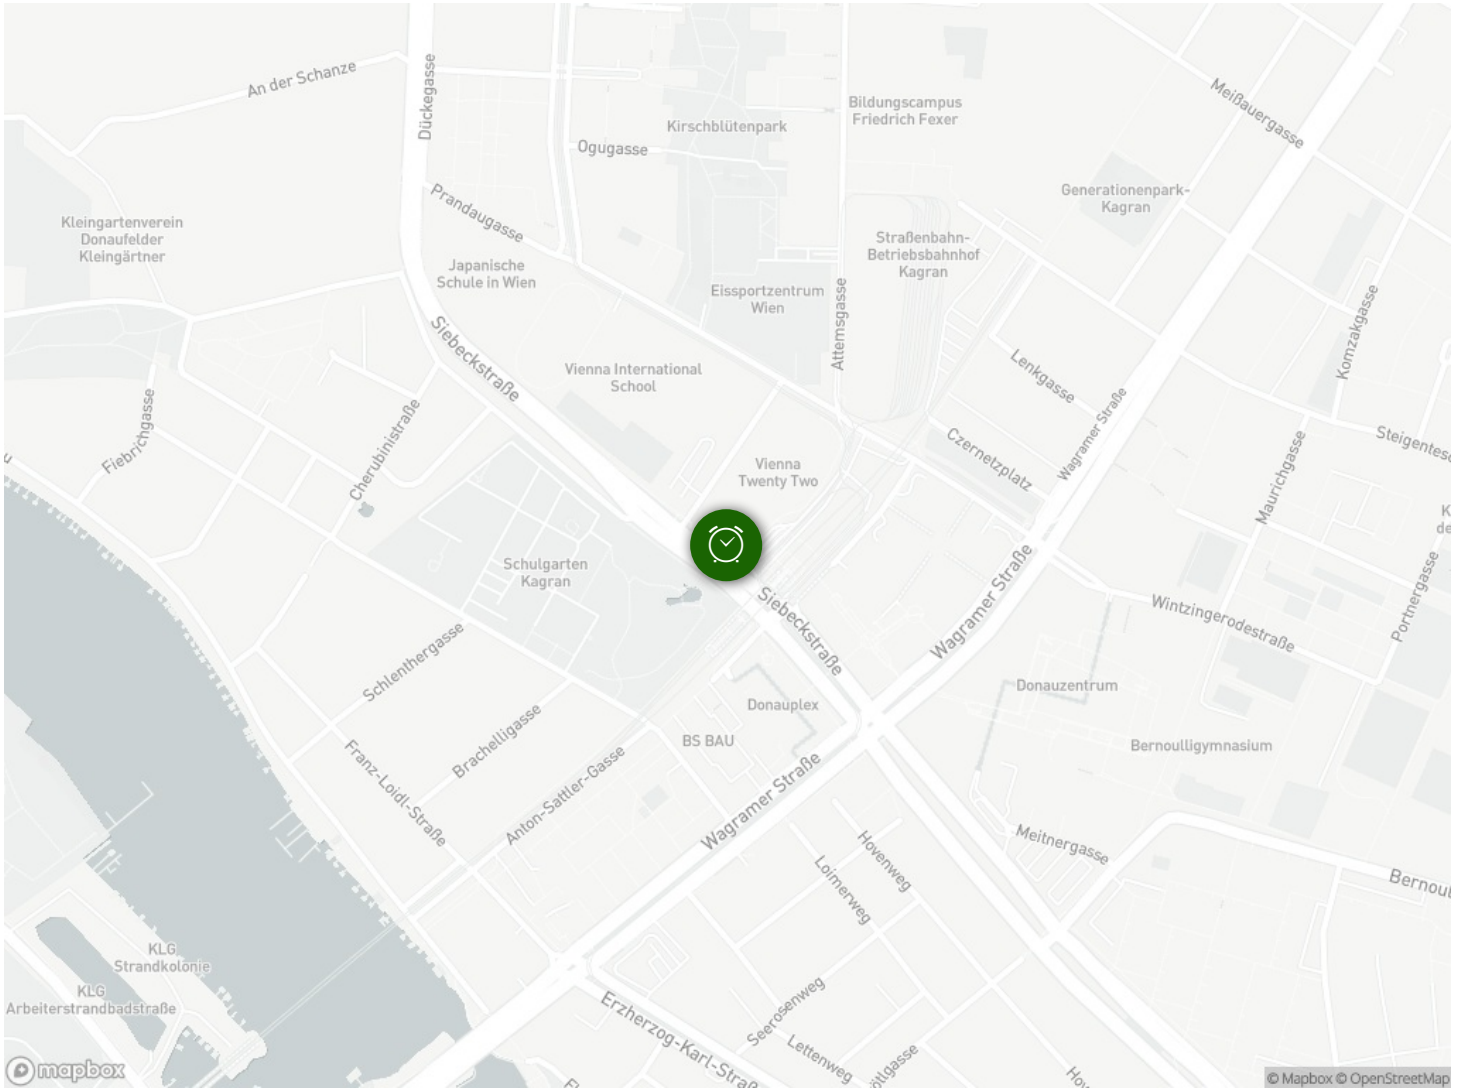 An der Schanze
Dückegasse
Bildungscampus
Friedrich Fexer
Kirschblütenpark
Ogugasse
Meißauergasse
Prandaugasse
Generationenpark-
Kagran
Kleingartenverein
Donaufelder
Kleingärtner
Straßenbahn-
Betriebsbahnhof
Kagran
Japanische
Schule in Wien
Eissportzentrum
Wien
Attemsgasse
Komzakgasse
Siebeckstraße
Vienna International
School
Lenkgasse
Wagramer Straße
Fiebrichgasse
Cherubinistraße
Czernetzplatz
Vienna
Twenty Two
Maurichgasse
Schulgarten
Kagran
Siebeckstraße
Wagramer Straße
Wintzingerodestraße
Portnergasse
Schlenthergasse
Donauzentrum
Donauplex
BS BAU
Bernoulligymnasium
Brachelligasse
Franz-Loidl-Straße
Anton-Sattler-Gasse
Wagramer Straße
Hovenweg
Loimerweg
Meitnergasse
KLG
Strandkolonie
KLG
Arbeiterstrandbadstraße
Seerosenweg
Erzherzog-Karl-Straße
Lettenweg
mapbox
© Mapbox © OpenStreetMap